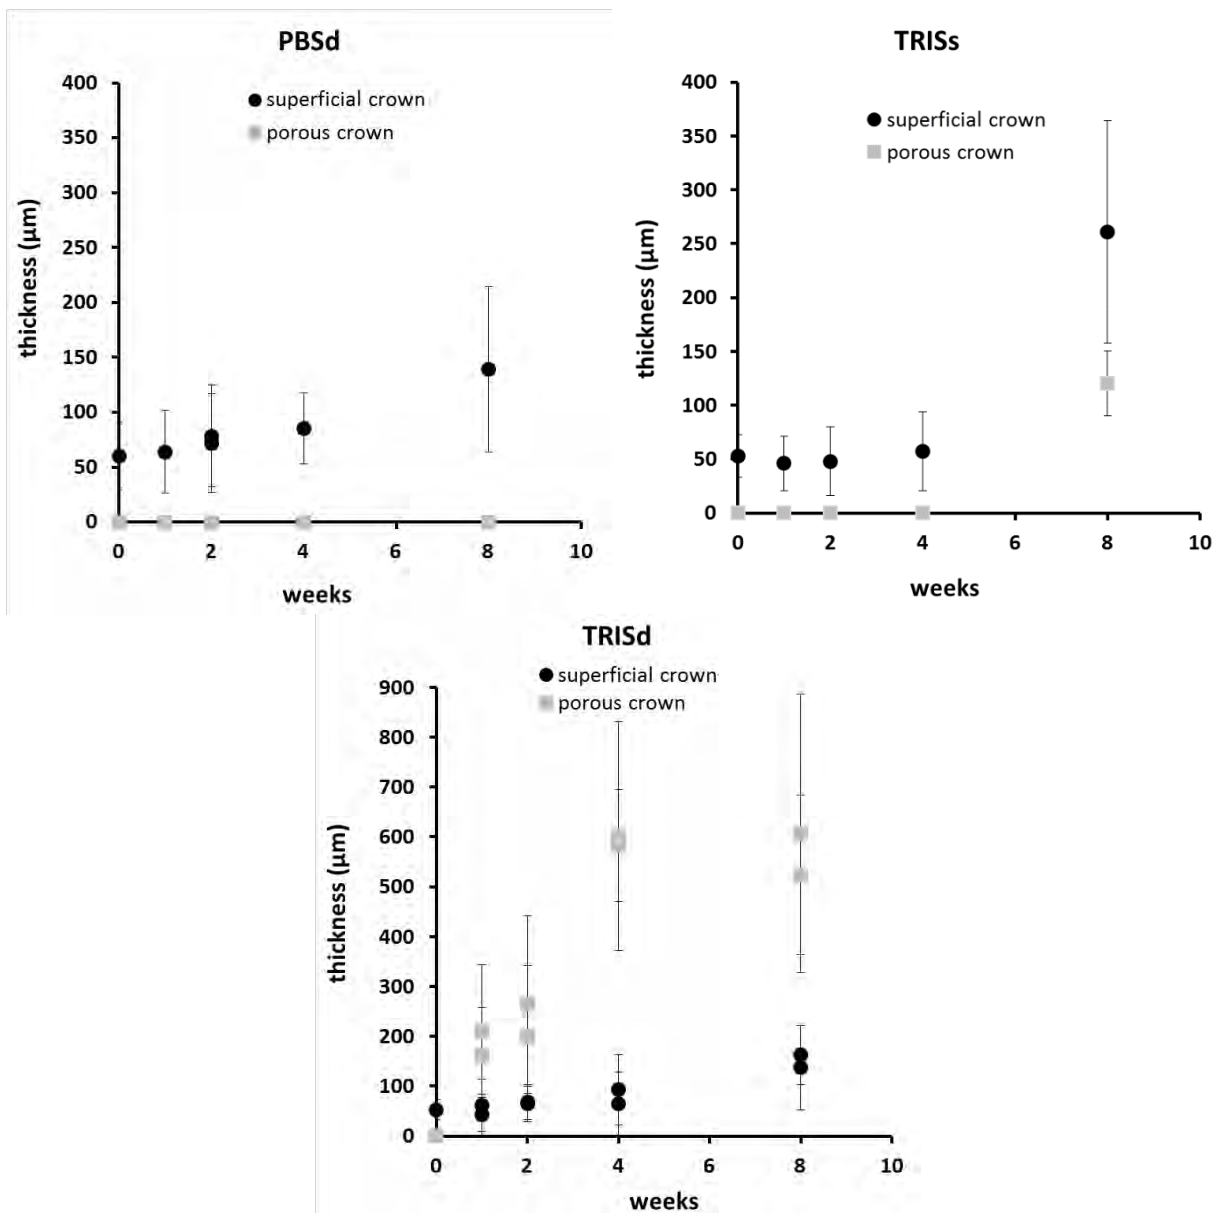 PBSd
400
350
300
250
200
150
100
50
0
thickness (µm)
superficial crown
porous crown
0 2 4 6 8 10
weeks
TRISs
400
350
300
250
200
150
100
50
0
thickness (µm)
superficial crown
porous crown
0 2 4 6 8 10
weeks
TRISd
900
800
700
600
500
400
300
200
100
0
thickness (µm)
superficial crown
porous crown
0 2 4 6 8 10
weeks